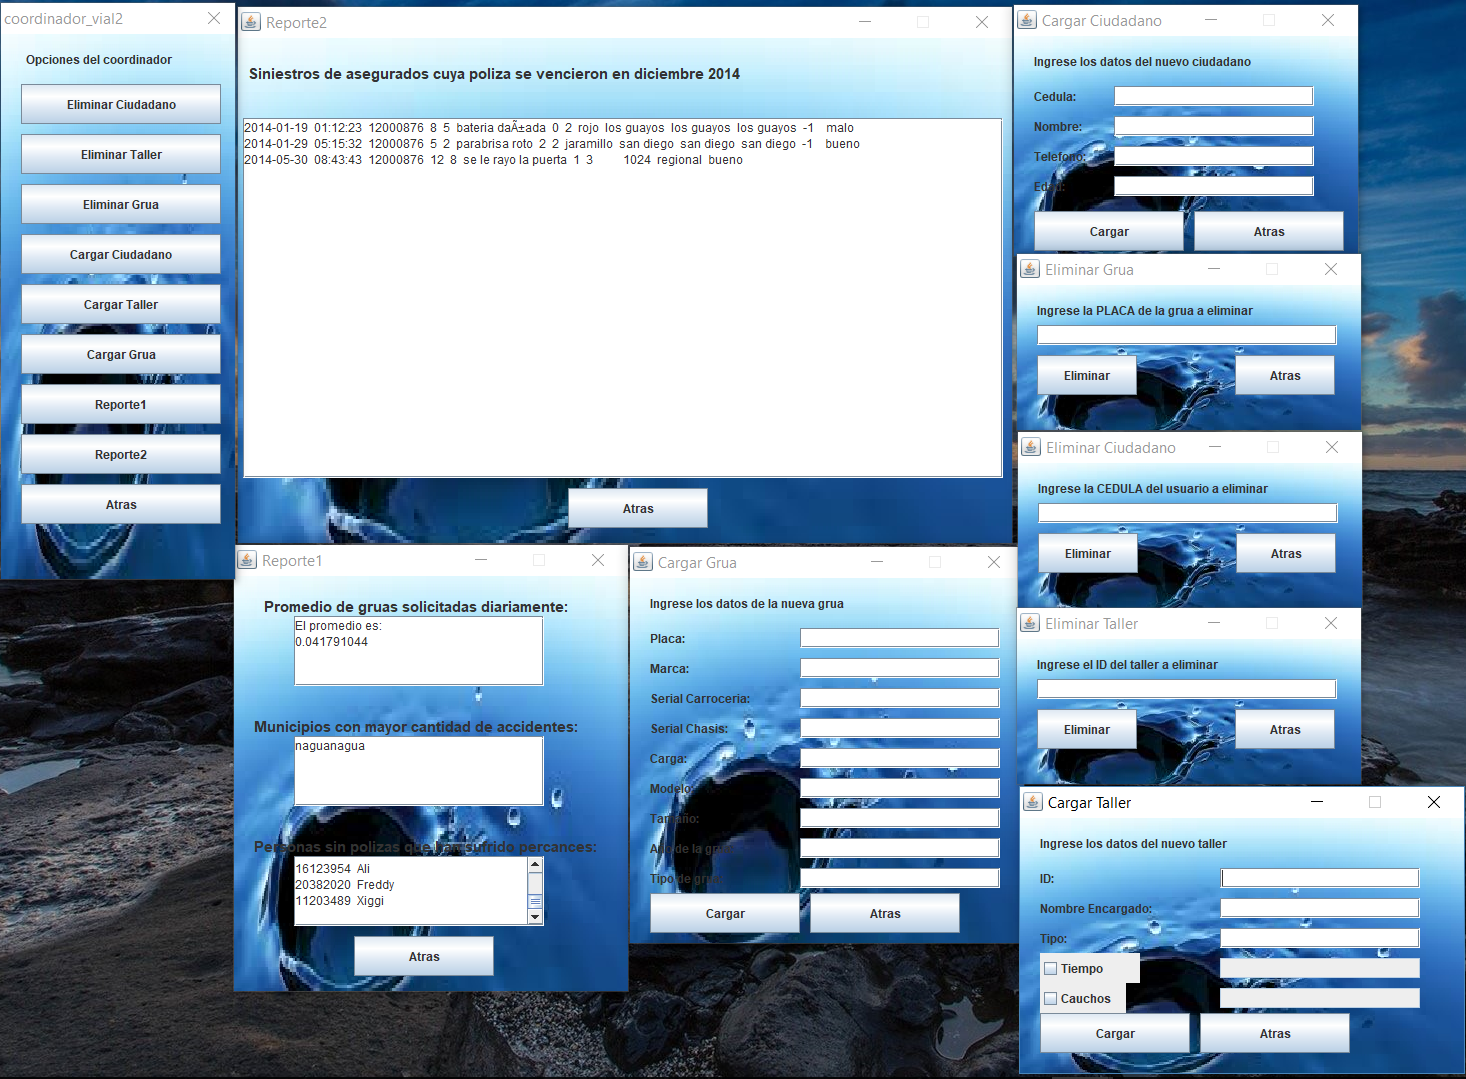 coordinador_vial2
Opciones del coordinador
Eliminar Ciudadano
Eliminar Taller
Eliminar Grua
Cargar Ciudadano
Cargar Taller
Cargar Grua
Reporte1
Reporte2
Atras
Reporte2
Siniestros de asegurados cuya poliza se vencieron en diciembre 2014
2014-01-19 01:12:23 12000876 8 5 bateria daÃ±ada 0 2 rojo los guayos los guayos los guayos -1 malo
2014-01-29 05:15:32 12000876 5 2 parabrisa roto 2 2 jaramillo san diego san diego san diego -1 bueno
2014-05-30 08:43:43 12000876 12 8 se le rayo la puerta 1 3 1024 regional bueno
Atras
Cargar Ciudadano
Ingrese los datos del nuevo ciudadano
Cedula:
Nombre:
Telefono:
Edad:
Cargar Atras
Eliminar Grua
Ingrese la PLACA de la grua a eliminar
Eliminar Atras
Eliminar Ciudadano
Ingrese la CEDULA del usuario a eliminar
Eliminar Atras
Eliminar Taller
Ingrese el ID del taller a eliminar
Eliminar Atras
Reporte1
Promedio de gruas solicitadas diariamente:
El promedio es:
0.041791044
Municipios con mayor cantidad de accidentes:
naguanagua
Personas sin polizas que han sufrido percances:
16123954 Ali
20382020 Freddy
11203489 Xiggi
Atras
Cargar Grua
Ingrese los datos de la nueva grua
Placa:
Marca:
Serial Carroceria:
Serial Chasis:
Carga:
Modelo:
Tamaño:
Año de la grua
Tipo de grua
Cargar Atras
Cargar Taller
Ingrese los datos del nuevo taller
ID:
Nombre Encargado:
Tipo:
Tiempo
Cauchos
Cargar Atras